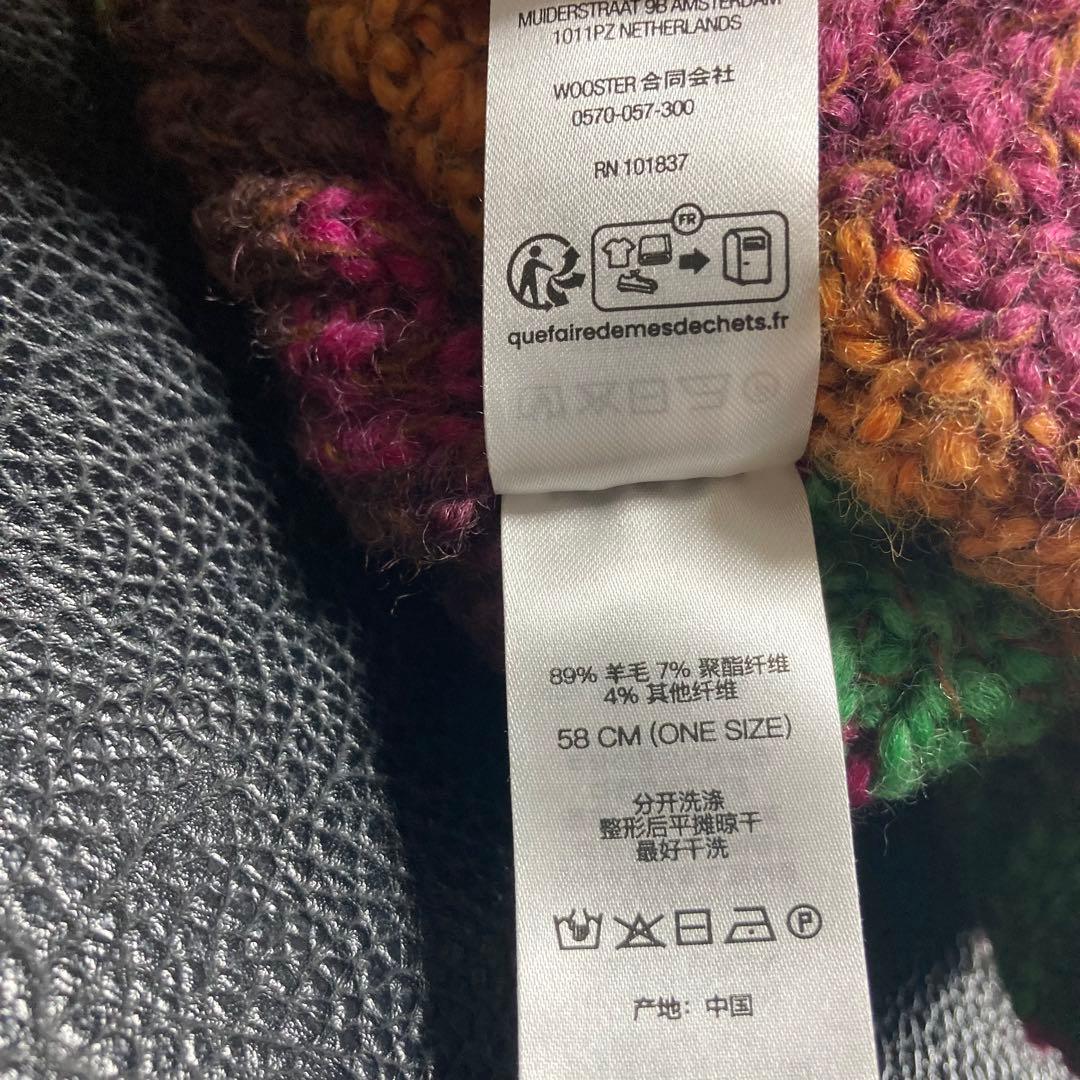 MUIDERSTRAAT 9B AMSTERDAM
1011PZ NETHERLANDS
WOOSTER 合同会社
0570-057-300
RN 101837
FR
quefairedemesdechets.fr
89% 羊毛 7% 聚酯纤维
4% 其他纤维
58 CM (ONE SIZE)
分开洗涤
整形后平摊晾干
最好干洗
P
产地: 中国